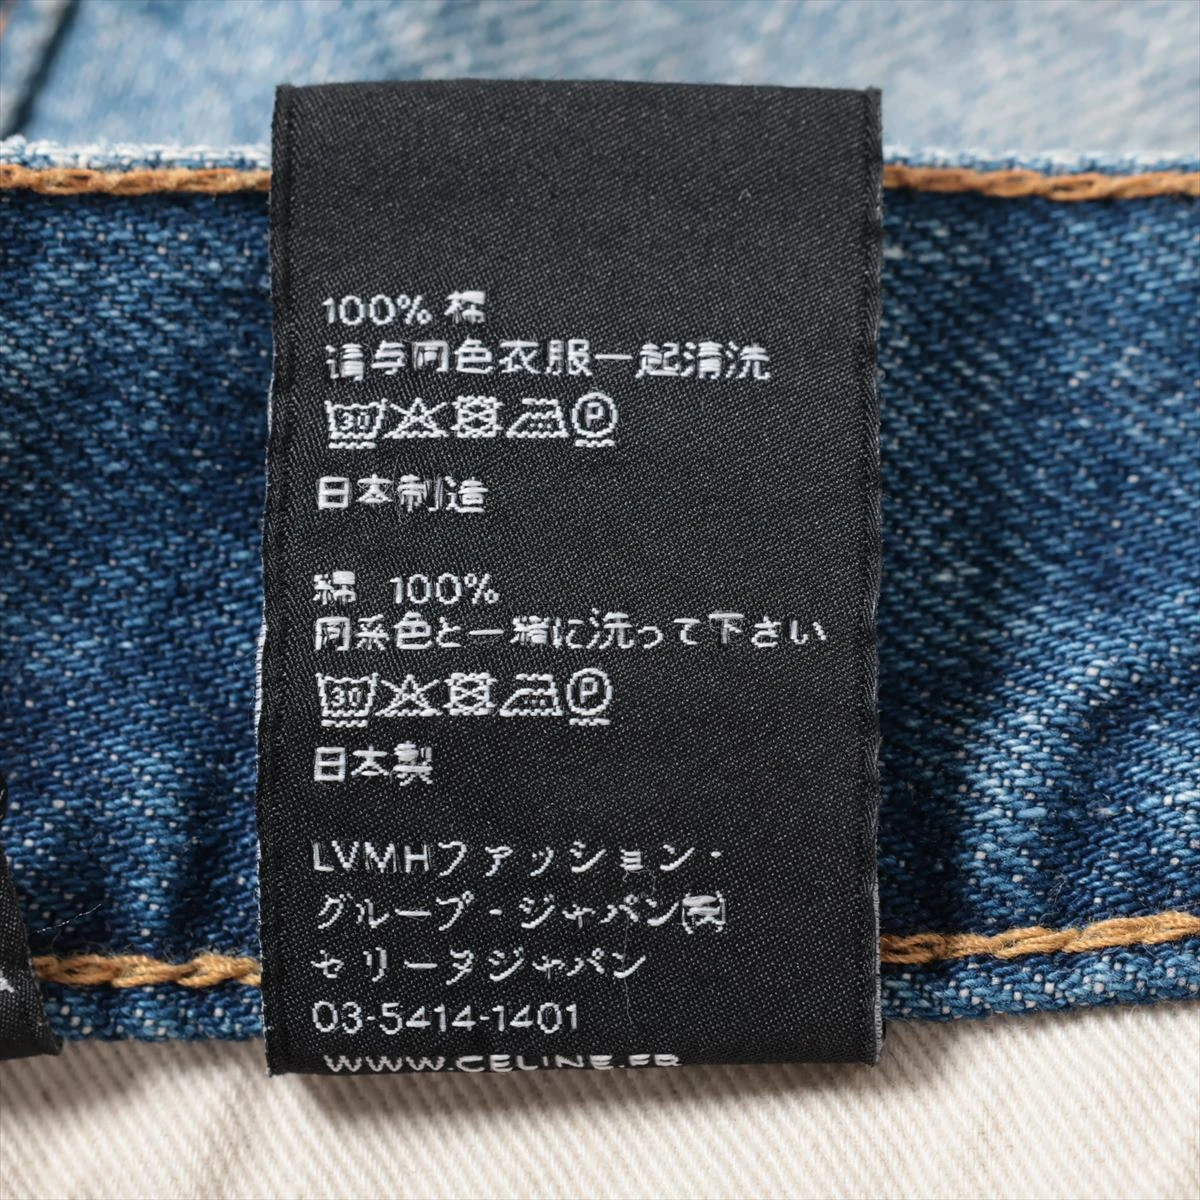 100% 棉
请与同色衣服一起清洗
30 P
日本制造
綿 100%
同系色と一緒に洗って下さい
30 P
日本製
LVMHファッション・
グループ・ジャパン㈱
セリーヌジャパン
03-5414-1401
WWW.CELINE.FR